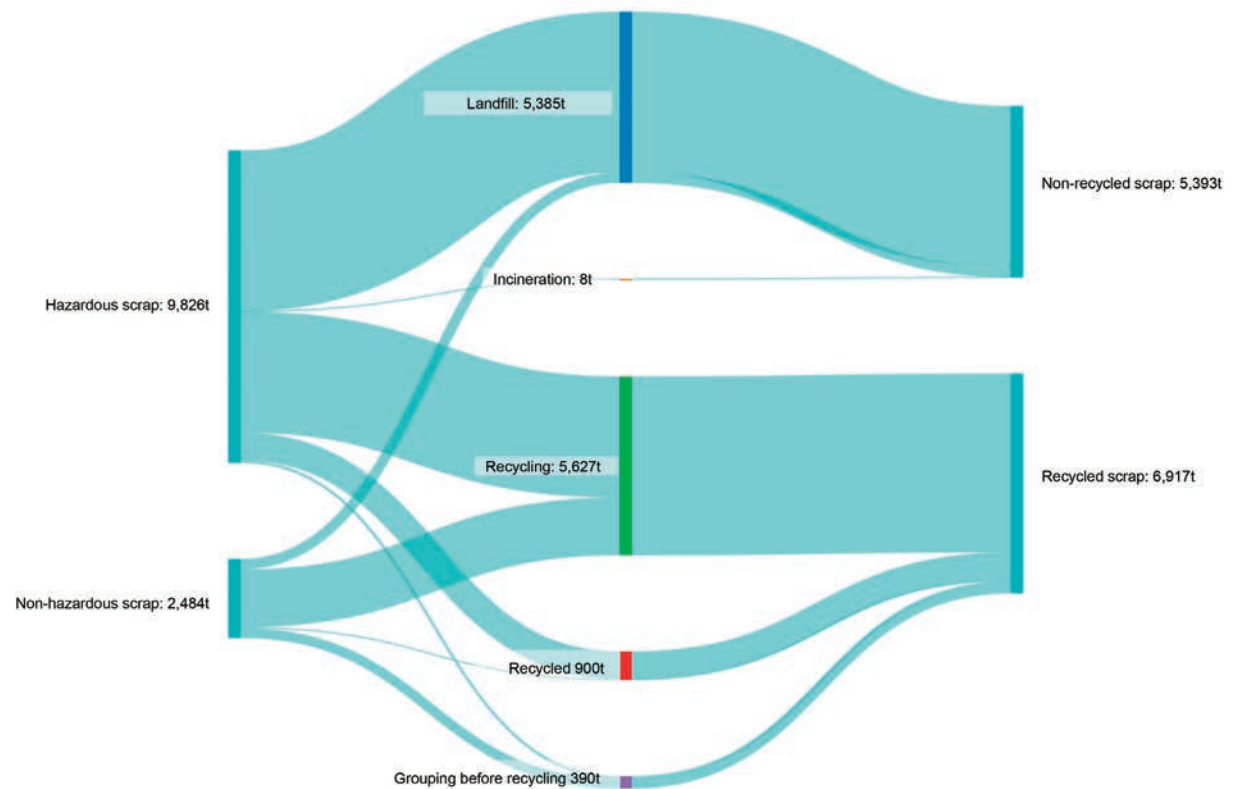 Landfill: 5,385t
Non-recycled scrap: 5,393t
Incineration: 8t
Hazardous scrap: 9,826t
Recycling: 5,627t
Recycled scrap: 6,917t
Non-hazardous scrap: 2,484t
Recycled 900t
Grouping before recycling 390t